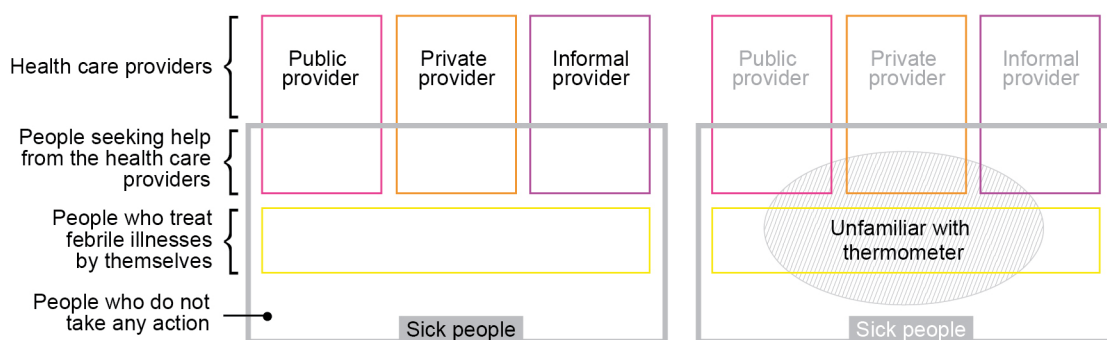 Health care providers
Public
provider
Private
provider
Informal
provider
Public
provider
Private
provider
Informal
provider
People seeking help
from the health care
providers
People who treat
febrile illnesses
by themselves
Unfamiliar with
thermometer
People who do not
take any action
Sick people
Sick people